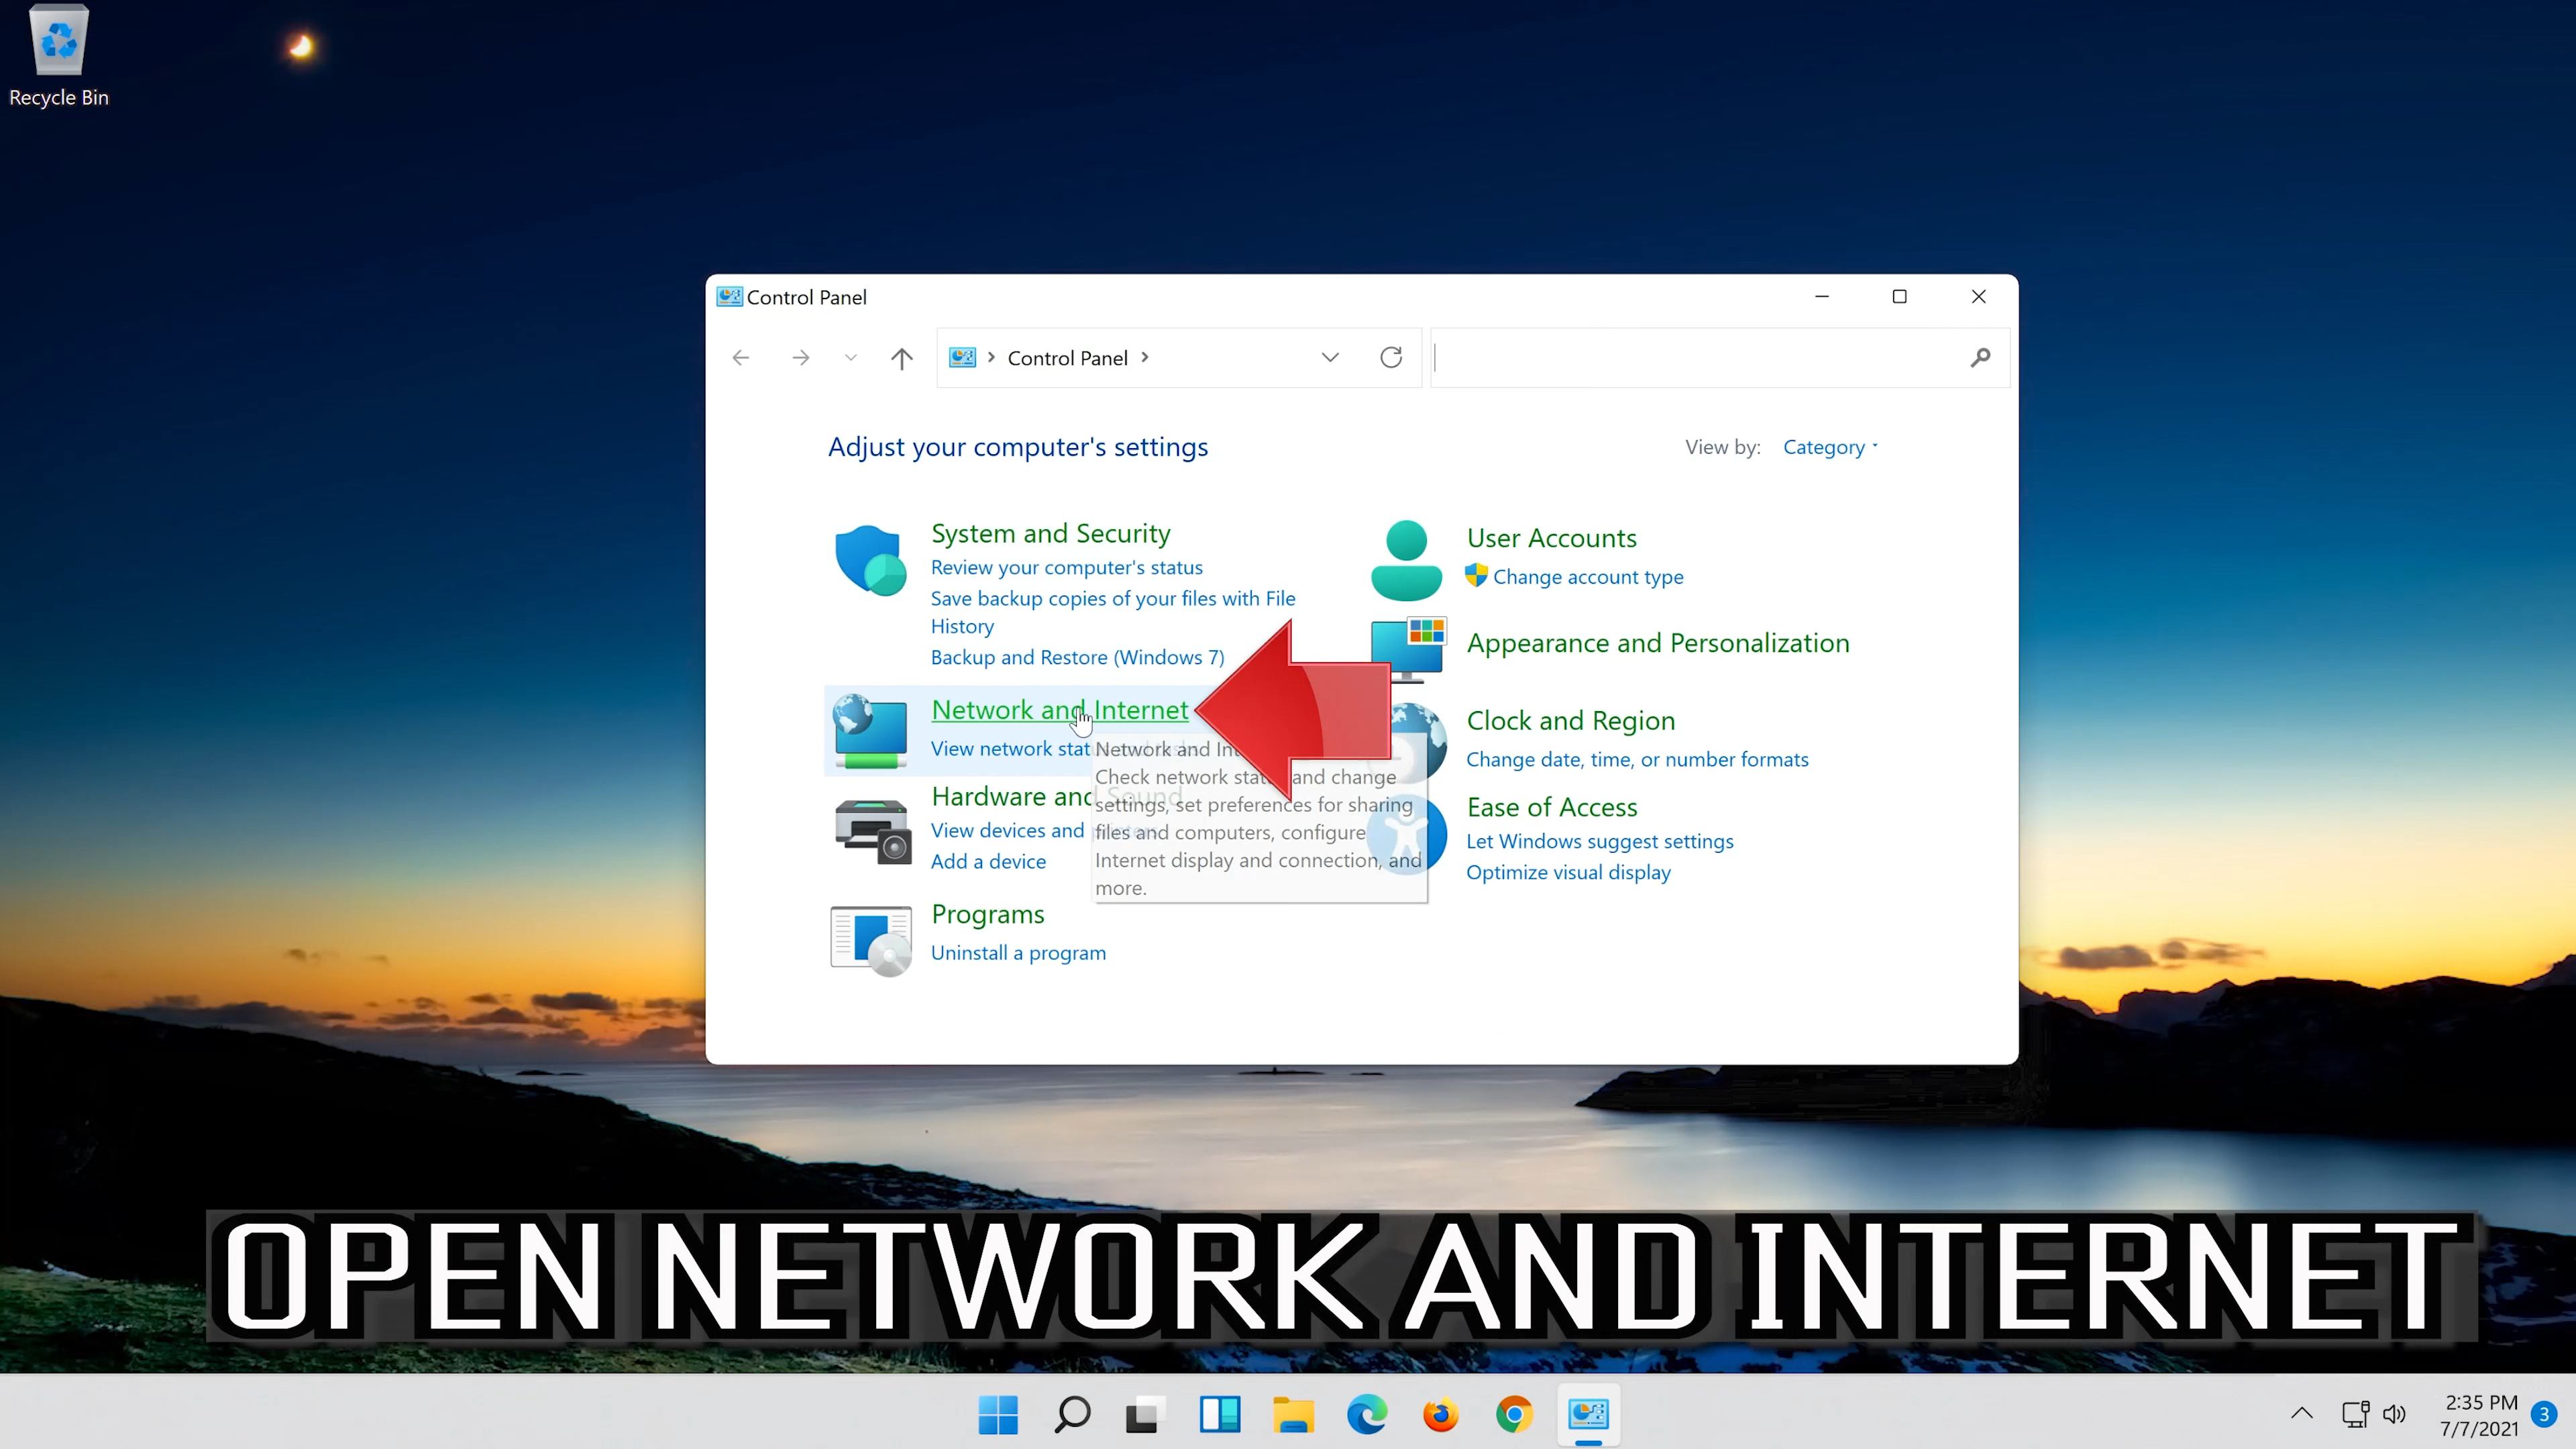 Recycle Bin
Control Panel
Control Panel
Adjust your computer's settings
View by: Category
System and Security
Review your computer's status
Save backup copies of your files with File
History
Backup and Restore (Windows 7)
Network and Internet
View network
Network and
Check network and change
settings, set preferences for sharing
files and computers, configure
Internet display and connection, and
more.
Hardware and Sound
View devices and
Add a device
Programs
Uninstall a program
User Accounts
Change account type
Appearance and Personalization
Clock and Region
Change date, time, or number formats
Ease of Access
Let Windows suggest settings
Optimize visual display
OPEN NETWORK AND INTERNET
2:35 PM
7/7/2021
3